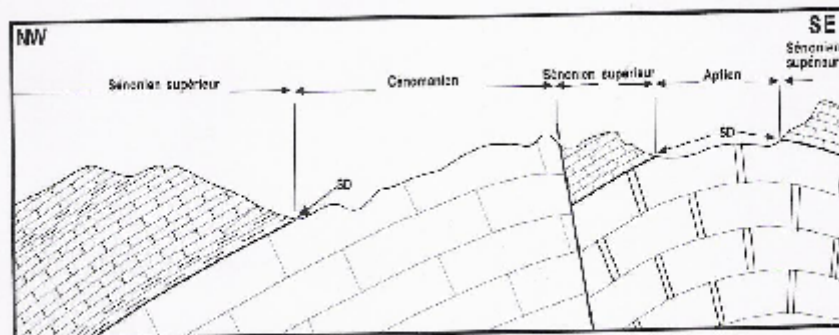 NW
SE
Sénonien supérieur
Cenomanien
Sénonien supérieur
Aptien
Sénonien
supérieur
SD
SD